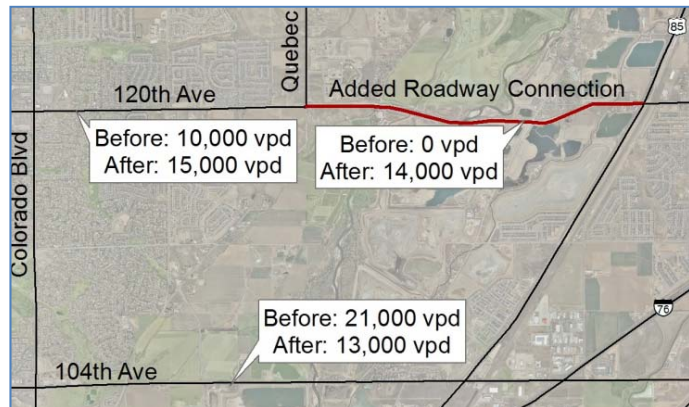 85
Quebec
Added Roadway Connection
120th Ave
Before: 10,000 vpd
After: 15,000 vpd
Before: 0 vpd
After: 14,000 vpd
Colorado Blvd
Before: 21,000 vpd
After: 13,000 vpd
76
104th Ave